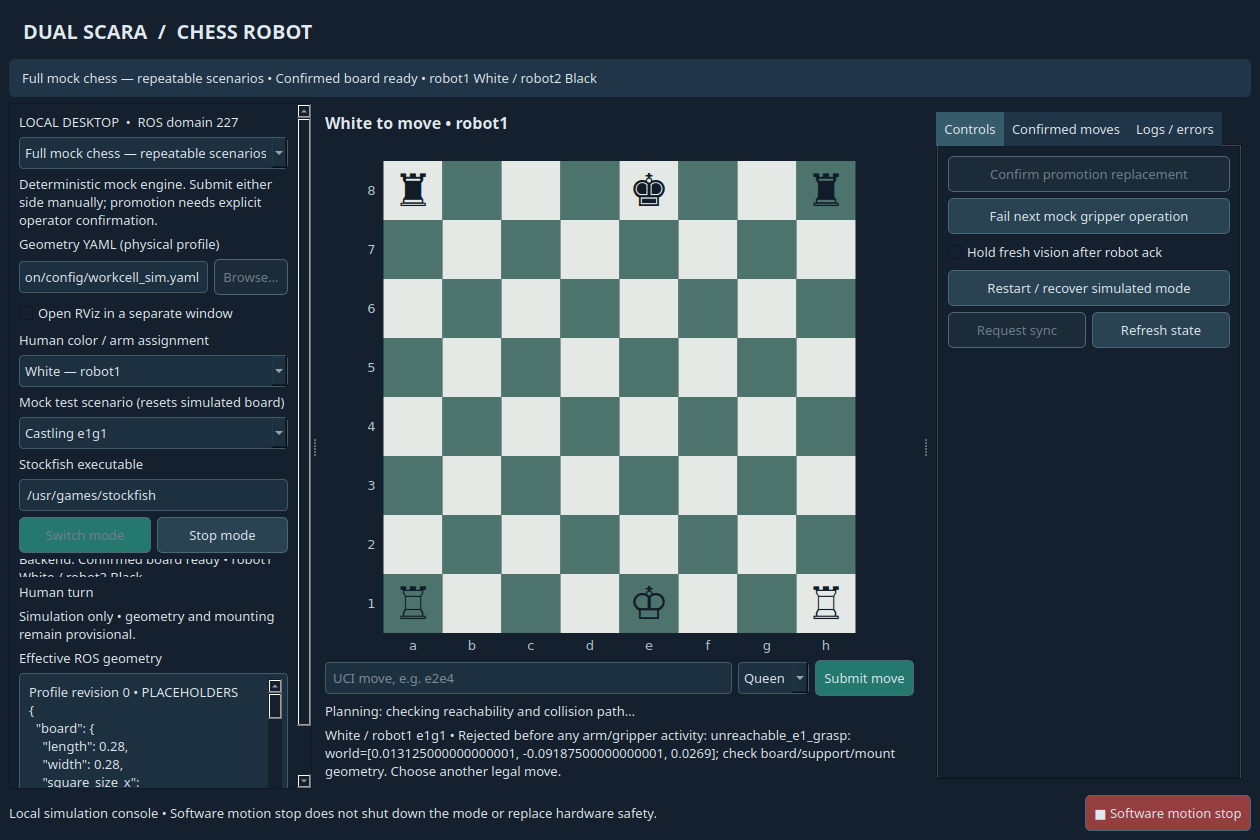 DUAL SCARA / CHESS ROBOT
Full mock chess — repeatable scenarios • Confirmed board ready • robot1 White / robot2 Black
LOCAL DESKTOP • ROS domain 227
Full mock chess — repeatable scenarios
Deterministic mock engine. Submit either
side manually; promotion needs explicit
operator confirmation.
Geometry YAML (physical profile)
on/config/workcell_sim.yaml
Browse...
Open RViz in a separate window
Human color / arm assignment
White — robot1
Mock test scenario (resets simulated board)
Castling e1g1
Stockfish executable
/usr/games/stockfish
Switch mode
Stop mode
Backend: Confirmed board ready • robot1
White / robot2 Black
Human turn
Simulation only • geometry and mounting
remain provisional.
Effective ROS geometry
Profile revision 0 • PLACEHOLDERS
{
"board": {
"length": 0.28,
"width": 0.28,
"square_size_x":
White to move • robot1
8
7
6
5
4
3
2
1
a b c d e f g h
UCI move, e.g. e2e4
Queen
Submit move
Planning: checking reachability and collision path...
White / robot1 e1g1 • Rejected before any arm/gripper activity: unreachable_e1_grasp:
world=[0.013125000000000001, -0.09187500000000001, 0.0269]; check board/support/mount
geometry. Choose another legal move.
Controls
Confirmed moves
Logs / errors
Confirm promotion replacement
Fail next mock gripper operation
Hold fresh vision after robot ack
Restart / recover simulated mode
Request sync
Refresh state
Local simulation console • Software motion stop does not shut down the mode or replace hardware safety.
Software motion stop